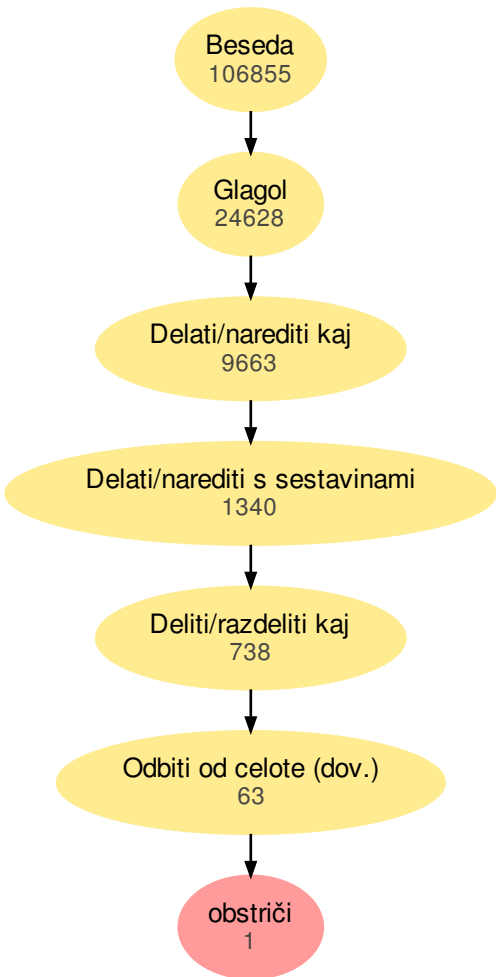 Beseda
106855
Glagol
24628
Delati/narediti kaj
9663
Delati/narediti s sestavinami
1340
Deliti/razdeliti kaj
738
Odbiti od celote (dov.)
63
obstriči
1